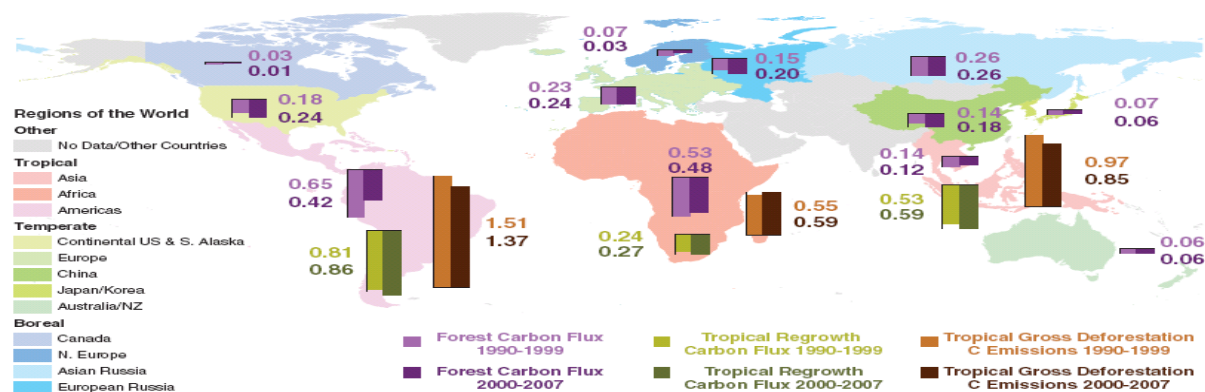 0.07
0.03
0.03
0.01
0.15
0.20
0.26
0.26
0.18
0.24
0.23
0.24
0.14
0.18
0.07
0.06
Regions of the World
Other
No Data/Other Countries
Tropical
Asia
Africa
Americas
Temperate
Continental US & S. Alaska
Europe
China
Japan/Korea
Australia/NZ
Boreal
Canada
N. Europe
Asian Russia
European Russia
0.65
0.42
0.53
0.48
0.14
0.12
0.97
0.85
0.53
0.59
1.51
1.37
0.55
0.59
0.81
0.86
0.24
0.27
0.06
0.06
Forest Carbon Flux
1990-1999
Forest Carbon Flux
2000-2007
Tropical Regrowth
Carbon Flux 1990-1999
Tropical Regrowth
Carbon Flux 2000-2007
Tropical Gross Deforestation
C Emissions 1990-1999
Tropical Gross Deforestation
C Emissions 2000-2007